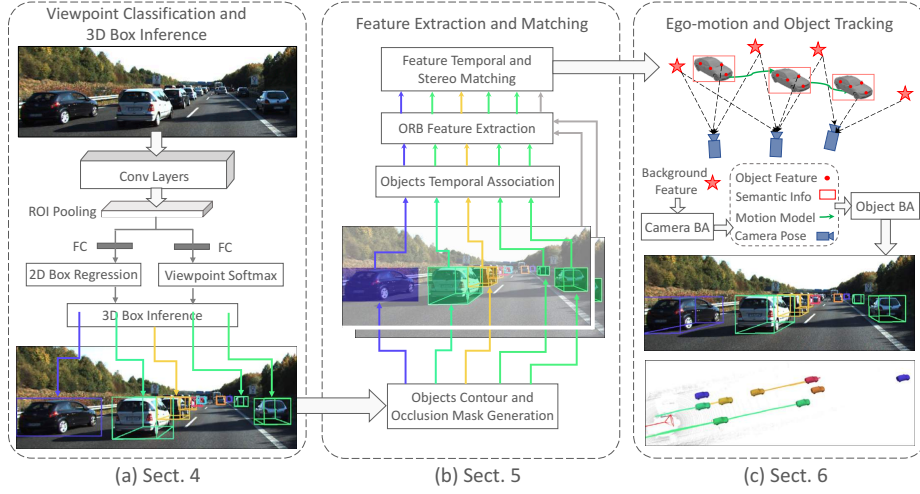 Viewpoint Classification and
3D Box Inference
Conv Layers
ROI Pooling
FC
FC
2D Box Regression
Viewpoint Softmax
3D Box Inference
(a) Sect. 4
Feature Extraction and Matching
Feature Temporal and
Stereo Matching
ORB Feature Extraction
Objects Temporal Association
Objects Contour and
Occlusion Mask Generation
(b) Sect. 5
Ego-motion and Object Tracking
Background
Feature
Camera BA
Object Feature
Semantic Info
Motion Model
Camera Pose
Object BA
(c) Sect. 6